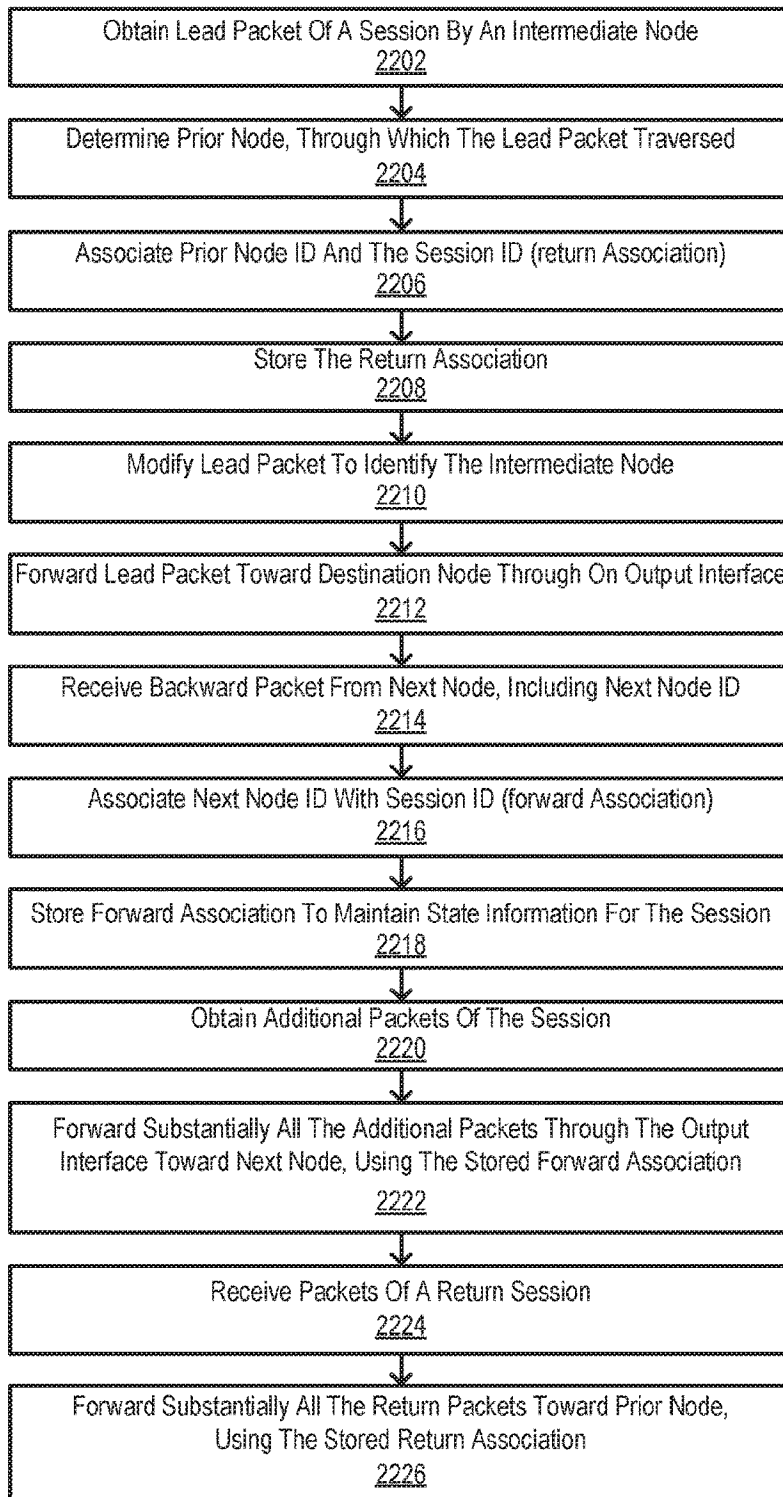 Obtain Lead Packet Of A Session By An Intermediate Node
2202
Determine Prior Node, Through Which The Lead Packet Traversed
2204
Associate Prior Node ID And The Session ID (return Association)
2206
Store The Return Association
2208
Modify Lead Packet To Identify The Intermediate Node
2210
Forward Lead Packet Toward Destination Node Through On Output Interface
2212
Receive Backward Packet From Next Node, Including Next Node ID
2214
Associate Next Node ID With Session ID (forward Association)
2216
Store Forward Association To Maintain State Information For The Session
2218
Obtain Additional Packets Of The Session
2220
Forward Substantially All The Additional Packets Through The Output
Interface Toward Next Node, Using The Stored Forward Association
2222
Receive Packets Of A Return Session
2224
Forward Substantially All The Return Packets Toward Prior Node,
Using The Stored Return Association
2226